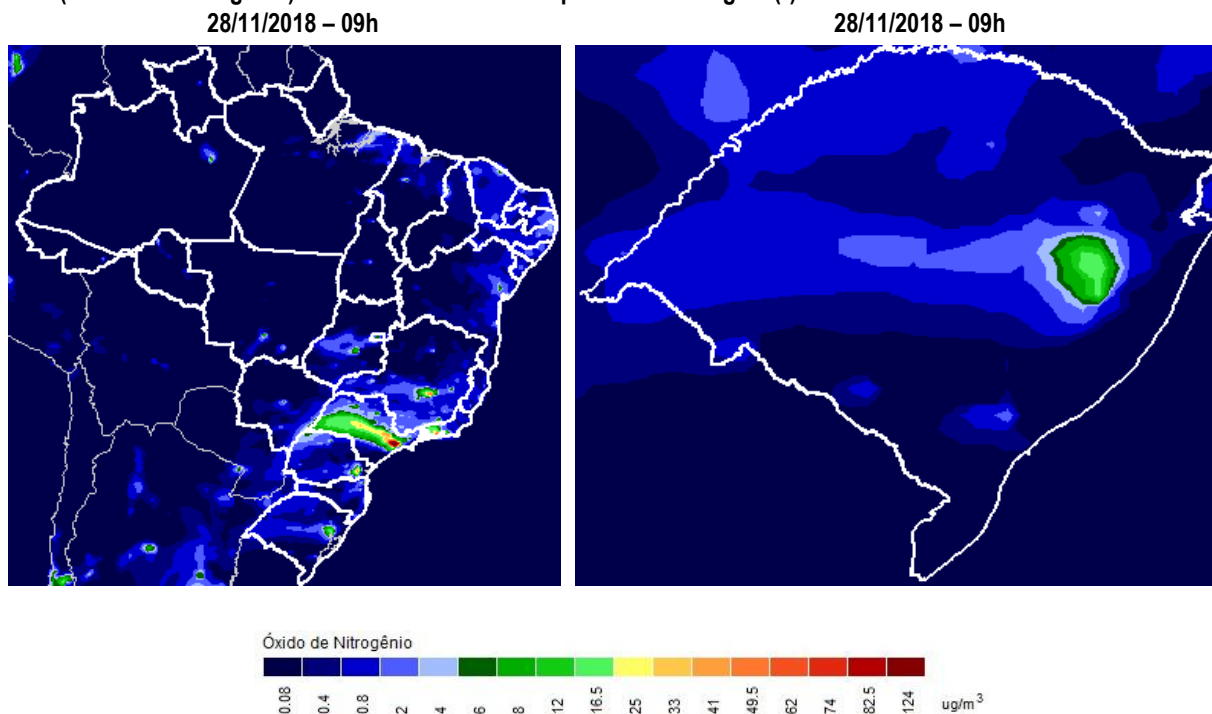 28/11/2018 – 09h
28/11/2018 – 09h
Óxido de Nitrogênio
0.08 0.4 0.8 2 4 6 8 12 16.5 25 33 41 49.5 62 74 82.5 124 ug/m³